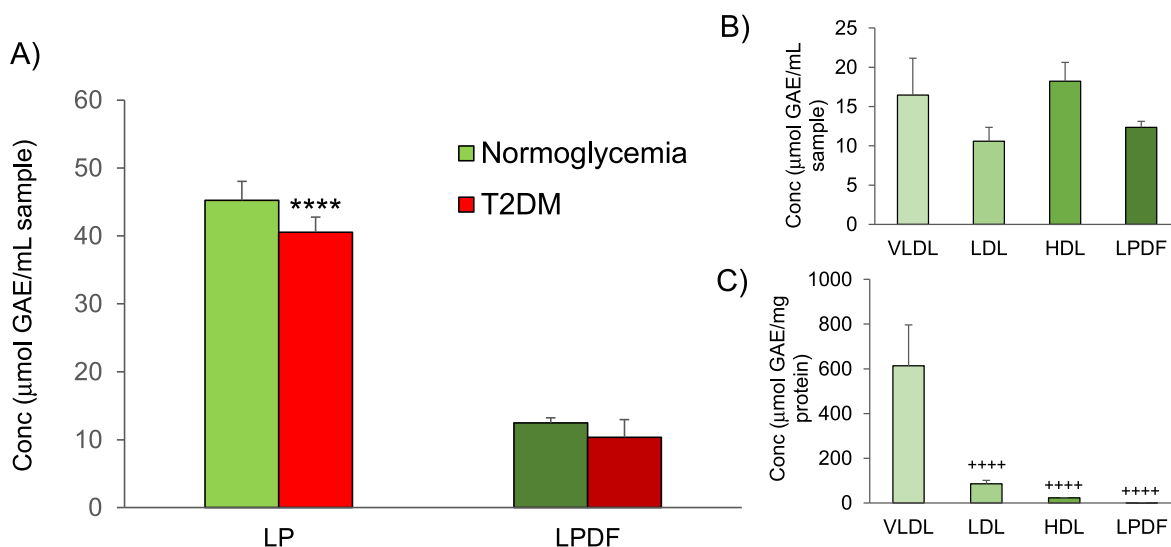 A)
Conc (μmol GAE/mL sample)
60
50
40
30
20
10
0
****
Normoglycemia
T2DM
LP
LPDF
B)
Conc (μmol GAE/mL
sample)
25
20
15
10
5
0
VLDL
LDL
HDL
LPDF
C)
Conc (μmol GAE/mg
protein)
1000
800
600
400
200
0
++++
++++
++++
VLDL
LDL
HDL
LPDF